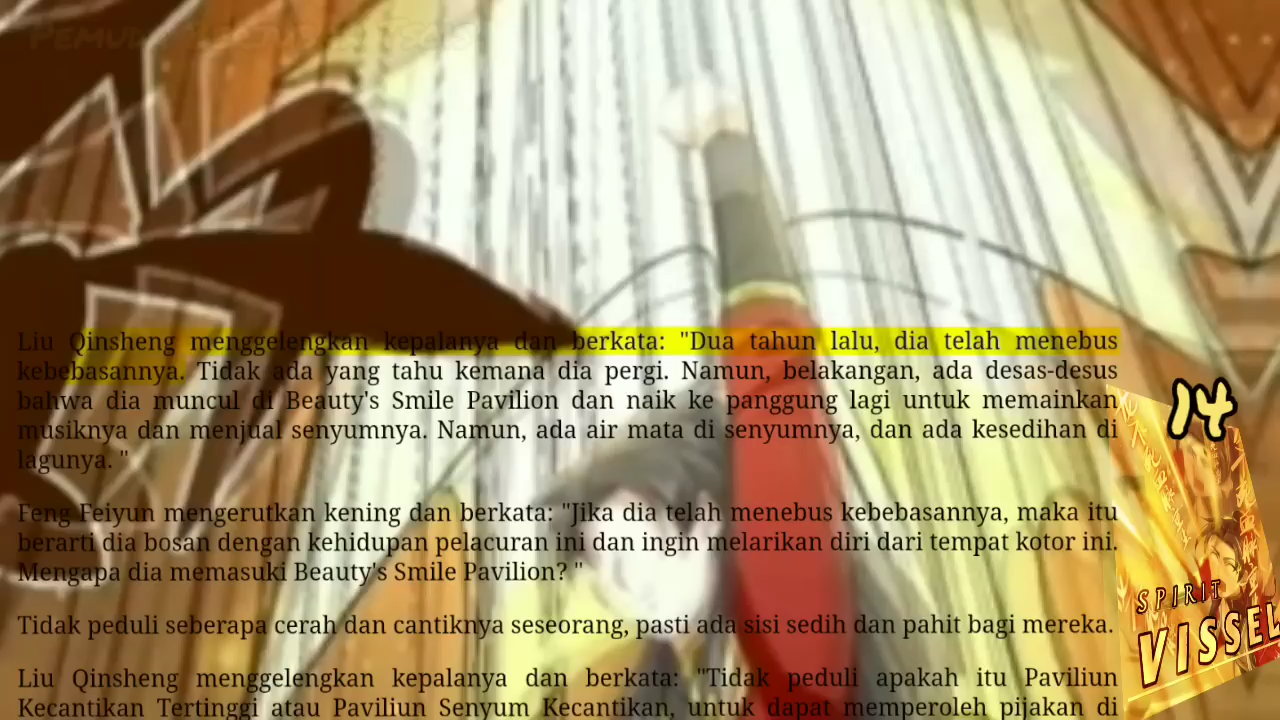 Liu Qinsheng menggelengkan kepalanya dan berkata: "Dua tahun lalu, dia telah menebus
kebebasannya. Tidak ada yang tahu kemana dia pergi. Namun, belakangan, ada desas-desus
bahwa dia muncul di Beauty's Smile Pavilion dan naik ke panggung lagi untuk memainkan
musiknya dan menjual senyumnya. Namun, ada air mata di senyumnya, dan ada kesedihan di
lagunya. "
Feng Feiyun mengerutkan kening dan berkata: "Jika dia telah menebus kebebasannya, maka itu
berarti dia bosan dengan kehidupan pelacuran ini dan ingin melarikan diri dari tempat kotor ini.
Mengapa dia memasuki Beauty's Smile Pavilion? "
Tidak peduli seberapa cerah dan cantiknya seseorang, pasti ada sisi sedih dan pahit bagi mereka.
Liu Qinsheng menggelengkan kepalanya dan berkata: "Tidak peduli apakah itu Paviliun
Kecantikan Tertinggi atau Paviliun Senyum Kecantikan, untuk dapat memperoleh pijakan di
14
SPIRIT
VISSEL